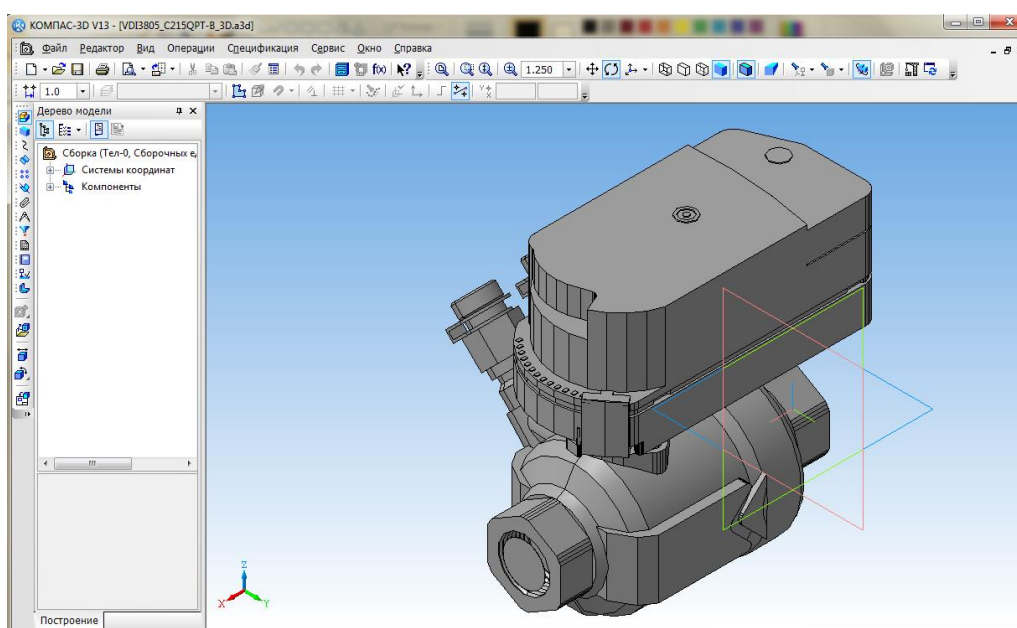 КОМПАС-3D V13 - [VDI3805_C215QPT-B_3D.a3d]
Файл Редактор Вид Операции Спецификация Сервис Окно Справка
1.250
1.0
Дерево модели
Сборка (Тел-0, Сборочных е
Системы координат
Компоненты
Z
X Y
Построение